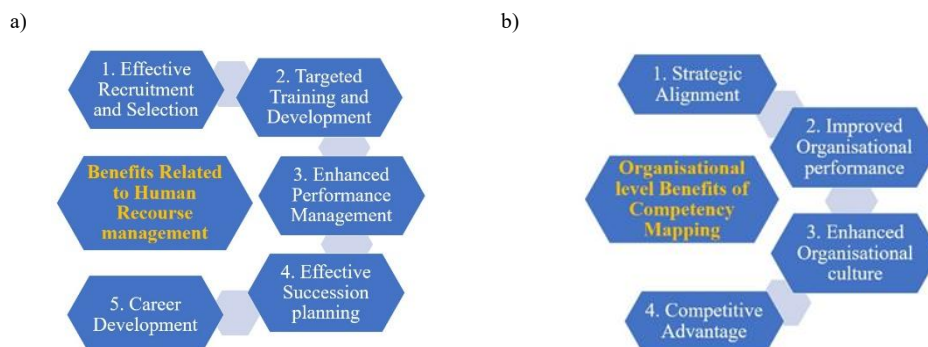 a)
1. Effective
Recruitment
and Selection
2. Targeted
Training and
Development
Benefits Related
to Human
Recourse
management
3. Enhanced
Performance
Management
4. Effective
Succession
planning
5. Career
Development
b)
1. Strategic
Alignment
2. Improved
Organisational
performance
Organisational
level Benefits of
Competency
Mapping
3. Enhanced
Organisational
culture
4. Competitive
Advantage